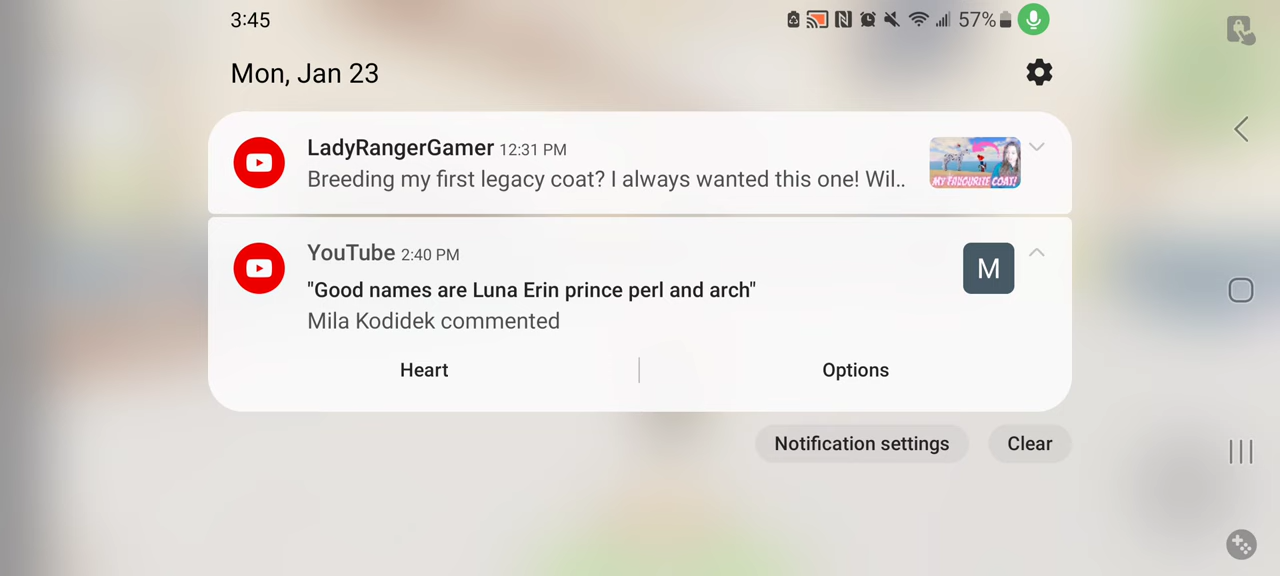 3:45
57%
Mon, Jan 23
LadyRangerGamer 12:31 PM
Breeding my first legacy coat? I always wanted this one! Wil..
MY FAVOURITE COAT!
YouTube 2:40 PM
M
"Good names are Luna Erin prince perl and arch"
Mila Kodidek commented
Heart
Options
Notification settings
Clear